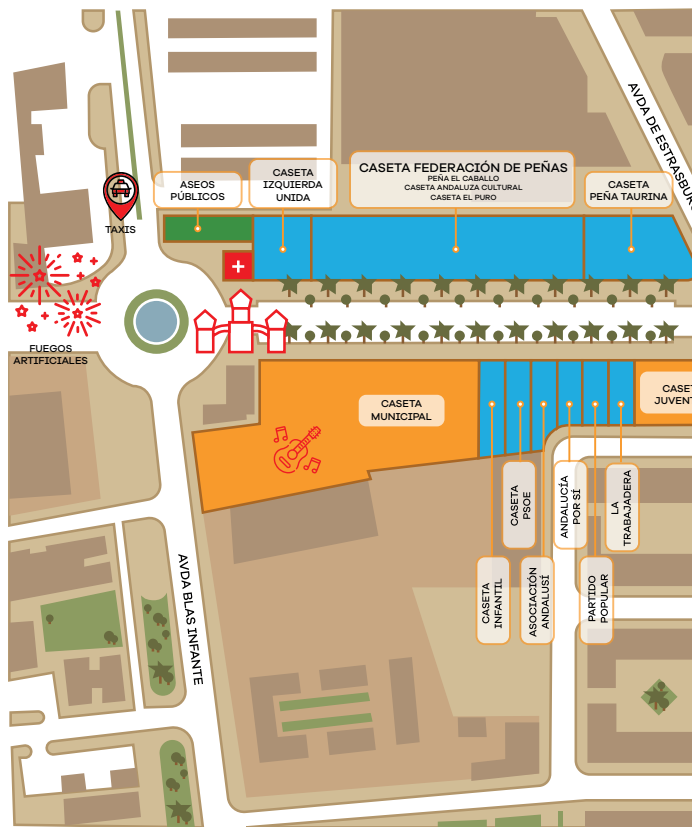 AVDA DE ESTRASBURG
CASETA
IZQUIERDA
UNIDA
CASETA FEDERACIÓN DE PEÑAS
PEÑA EL CABALLO
CASETA ANDALUZA CULTURAL
CASETA EL PURO
ASEOS
PÚBLICOS
CASETA
PEÑA TAURINA
TAXIS
FUEGOS
ARTIFICIALES
CASETA
MUNICIPAL
CASET
JUVENT
CASETA
PSOE
ANDALUCÍA
POR SÍ
LA
TRABAJADERA
CASETA
INFANTIL
ASOCIACIÓN
ANDALUSÍ
PARTIDO
POPULAR
AVDA BLAS INFANTE